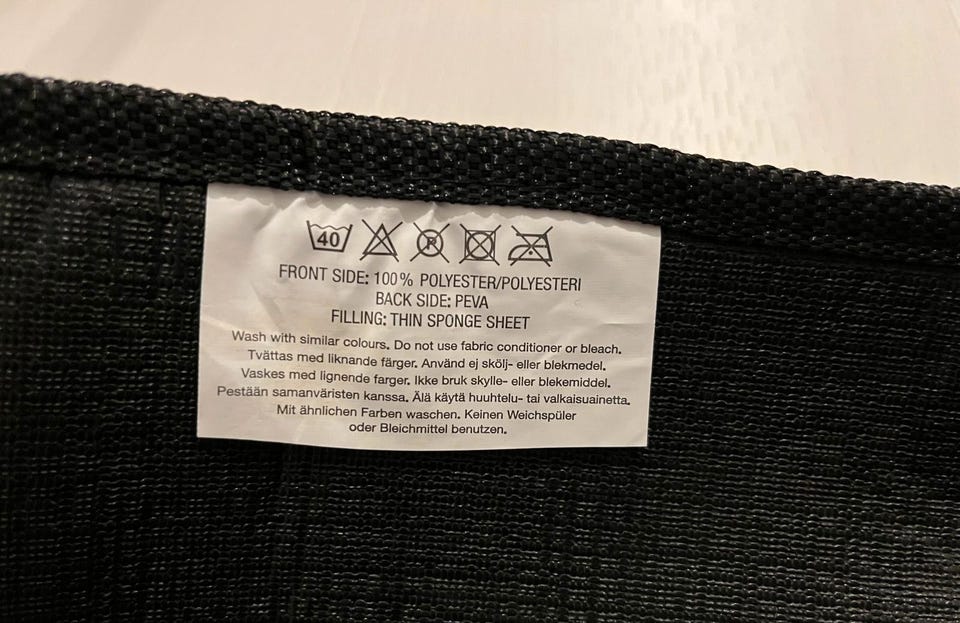 40
P
FRONT SIDE: 100% POLYESTER/POLYESTERI
BACK SIDE: PEVA
FILLING: THIN SPONGE SHEET
Wash with similar colours. Do not use fabric conditioner or bleach.
Tvättas med liknande färger. Använd ej skölj- eller blekmedel.
Vaskes med lignende farger. Ikke bruk skylle- eller blekemiddel.
Pestään samanväristen kanssa. Älä käytä huuhtelu- tai valkaisuainetta.
Mit ähnlichen Farben waschen. Keinen Weichspüler
oder Bleichmittel benutzen.